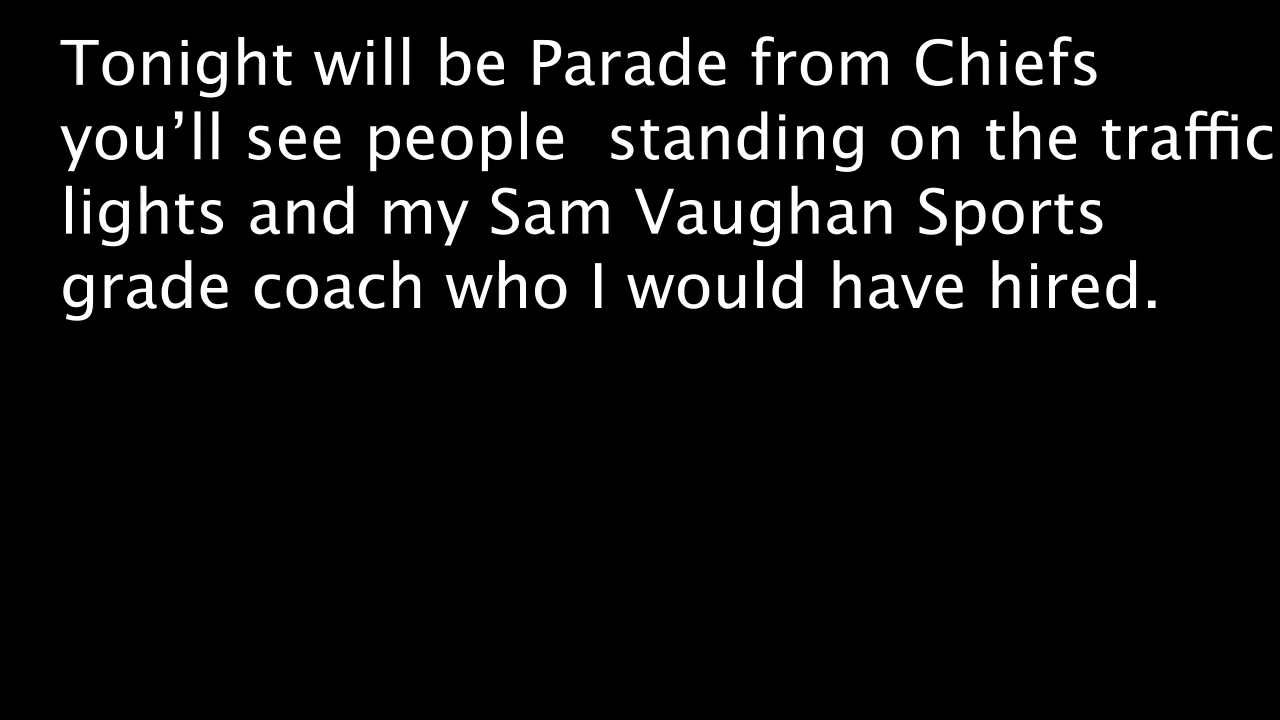 Tonight will be Parade from Chiefs
you’ll see people  standing on the traffic
lights and my Sam Vaughan Sports
grade coach who I would have hired.